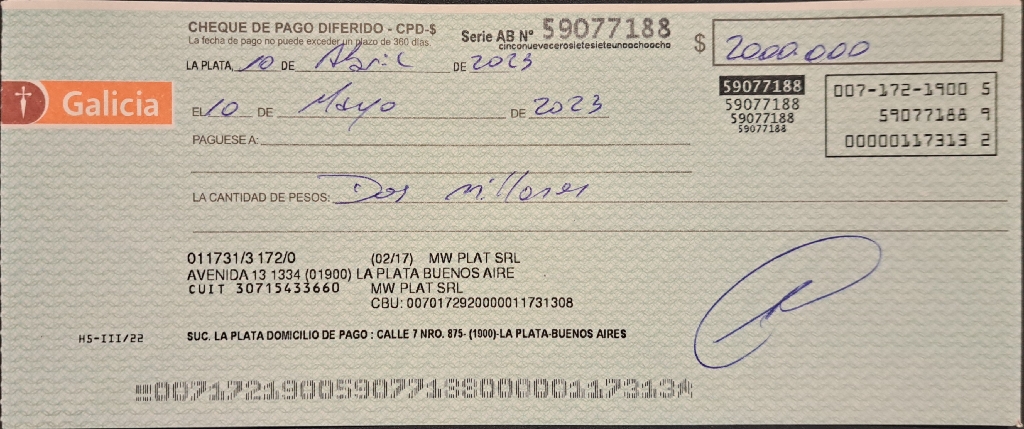 CHEQUE DE PAGO DIFERIDO - CPD-$
La fecha de pago no puede exceder un plazo de 360 días.
Serie AB Nº 59077188
cinconuevecerosietesieteunoochoocho
$ 2000.000
LA PLATA, 10 DE Abril DE 2023
Galicia
EL 10 DE Mayo DE 2023
59077188
59077188
59077188
59077188
007-172-1900 5
59077188 9
00000117313 2
PAGUESE A:
LA CANTIDAD DE PESOS: Dos millones
011731/3 172/0 (02/17) MW PLAT SRL
AVENIDA 13 1334 (01900) LA PLATA BUENOS AIRE
CUIT 30715433660 MW PLAT SRL
CBU: 0070172920000011731308
HS-III/22
SUC. LA PLATA DOMICILIO DE PAGO : CALLE 7 NRO. 875- (1900)-LA PLATA-BUENOS AIRES